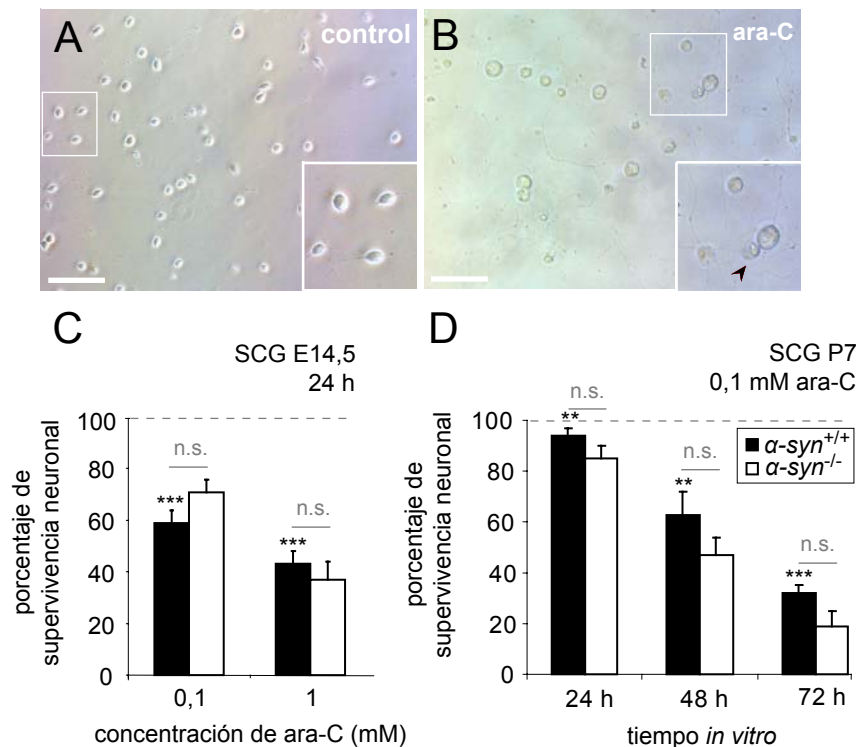 A
control
B
ara-C
C
SCG E14,5
24 h
porcentaje de
supervivencia neuronal
100
80
60
40
20
0
n.s.
***
n.s.
***
0,1
1
concentración de ara-C (mM)
D
SCG P7
0,1 mM ara-C
porcentaje de
supervivencia neuronal
100
80
60
40
20
0
n.s.
**
n.s.
**
n.s.
***
α-syn+/+
α-syn-/-
24 h
48 h
72 h
tiempo in vitro